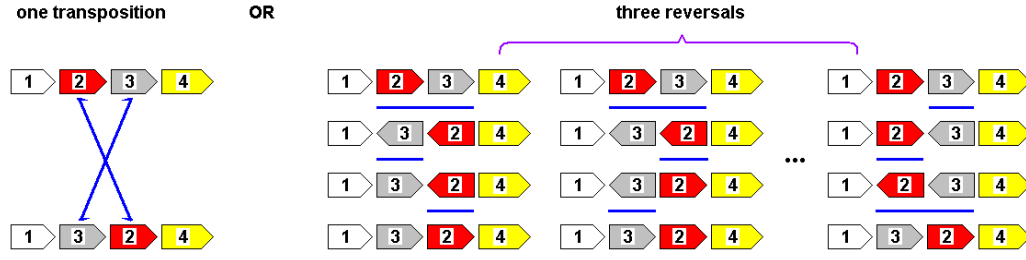 one transposition OR three reversals
1 2 3 4 1 2 3 4 1 2 3 4 1 2 3 4
1 3 2 4 1 3 2 4 1 2 3 4
...
1 3 2 4 1 3 2 4 1 2 3 4
1 3 2 4 1 3 2 4 1 3 2 4 1 3 2 4